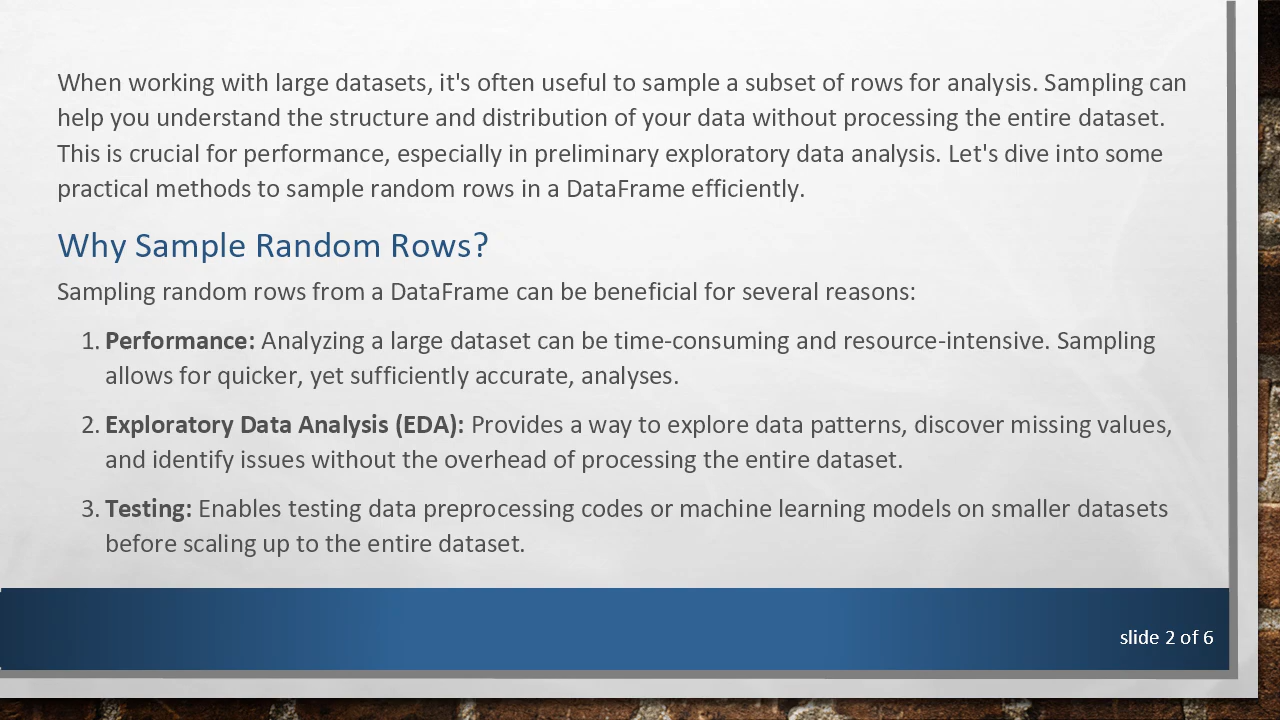 When working with large datasets, it's often useful to sample a subset of rows for analysis. Sampling can
help you understand the structure and distribution of your data without processing the entire dataset.
This is crucial for performance, especially in preliminary exploratory data analysis. Let's dive into some
practical methods to sample random rows in a DataFrame efficiently.
Why Sample Random Rows?
Sampling random rows from a DataFrame can be beneficial for several reasons:
1. Performance: Analyzing a large dataset can be time-consuming and resource-intensive. Sampling
allows for quicker, yet sufficiently accurate, analyses.
2. Exploratory Data Analysis (EDA): Provides a way to explore data patterns, discover missing values,
and identify issues without the overhead of processing the entire dataset.
3. Testing: Enables testing data preprocessing codes or machine learning models on smaller datasets
before scaling up to the entire dataset.
slide 2 of 6